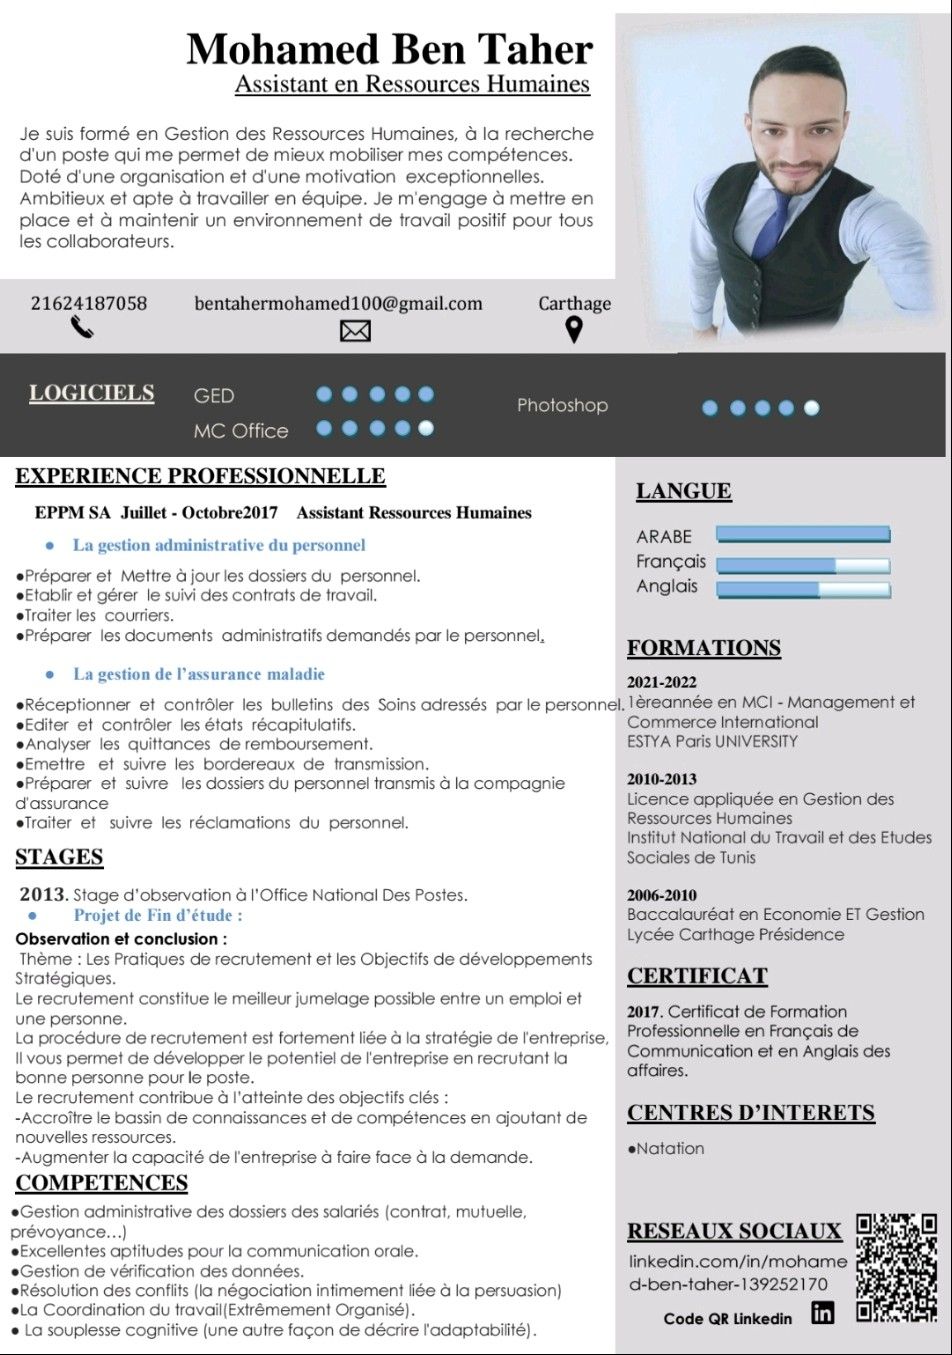 Mohamed Ben Taher
Assistant en Ressources Humaines
Je suis formé en Gestion des Ressources Humaines, à la recherche
d'un poste qui me permet de mieux mobiliser mes compétences.
Doté d'une organisation et d'une motivation exceptionnelles.
Ambitieux et apte à travailler en équipe. Je m'engage à mettre en
place et à maintenir un environnement de travail positif pour tous
les collaborateurs.
21624187058 bentahermohamed100@gmail.com Carthage
LOGICIELS
GED
MC Office
Photoshop
EXPERIENCE PROFESSIONNELLE
EPPM SA Juillet - Octobre2017 Assistant Ressources Humaines
● La gestion administrative du personnel
●Préparer et Mettre à jour les dossiers du personnel.
●Etablir et gérer le suivi des contrats de travail.
●Traiter les courriers.
●Préparer les documents administratifs demandés par le personnel.
● La gestion de l'assurance maladie
●Réceptionner et contrôler les bulletins des Soins adressés par le personnel.
●Editer et contrôler les états récapitulatifs.
●Analyser les quittances de remboursement.
●Emettre et suivre les bordereaux de transmission.
●Préparer et suivre les dossiers du personnel transmis à la compagnie
d'assurance
●Traiter et suivre les réclamations du personnel.
STAGES
2013. Stage d'observation à l'Office National Des Postes.
● Projet de Fin d'étude :
Observation et conclusion :
Thème : Les Pratiques de recrutement et les Objectifs de développements
Stratégiques.
Le recrutement constitue le meilleur jumelage possible entre un emploi et
une personne.
La procédure de recrutement est fortement liée à la stratégie de l'entreprise,
Il vous permet de développer le potentiel de l'entreprise en recrutant la
bonne personne pour le poste.
Le recrutement contribue à l'atteinte des objectifs clés :
-Accroître le bassin de connaissances et de compétences en ajoutant de
nouvelles ressources.
-Augmenter la capacité de l'entreprise à faire face à la demande.
COMPETENCES
●Gestion administrative des dossiers des salariés (contrat, mutuelle,
prévoyance...)
●Excellentes aptitudes pour la communication orale.
●Gestion de vérification des données.
●Résolution des conflits (la négociation intimement liée à la persuasion)
●La Coordination du travail(Extrêmement Organisé).
● La souplesse cognitive (une autre façon de décrire l'adaptabilité).
LANGUE
ARABE
Français
Anglais
FORMATIONS
2021-2022
1èreannée en MCI - Management et
Commerce International
ESTYA Paris UNIVERSITY
2010-2013
Licence appliquée en Gestion des
Ressources Humaines
Institut National du Travail et des Etudes
Sociales de Tunis
2006-2010
Baccalauréat en Economie ET Gestion
Lycée Carthage Présidence
CERTIFICAT
2017. Certificat de Formation
Professionnelle en Français de
Communication et en Anglais des
affaires.
CENTRES D'INTERETS
●Natation
RESEAUX SOCIAUX
linkedin.com/in/mohame
d-ben-taher-139252170
Code QR Linkedin in